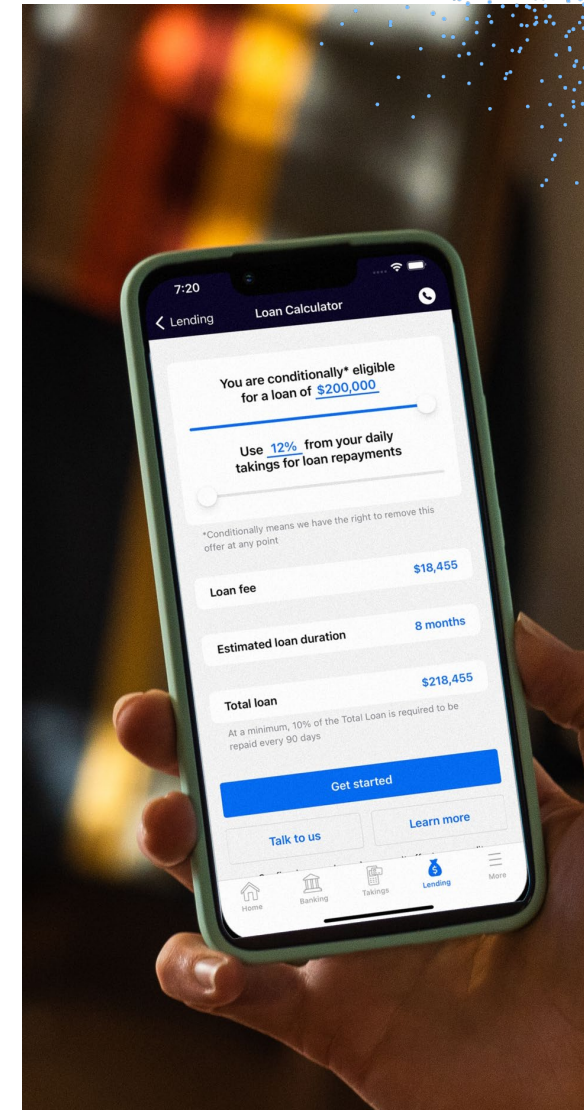 7:20
Lending
Loan Calculator
You are conditionally* eligible
for a loan of $200,000
Use 12% from your daily
takings for loan repayments
*Conditionally means we have the right to remove this
offer at any point
Loan fee $18,455
Estimated loan duration 8 months
Total loan $218,455
At a minimum, 10% of the Total Loan is required to be
repaid every 90 days
Get started
Talk to us Learn more
Home Banking Takings Lending More